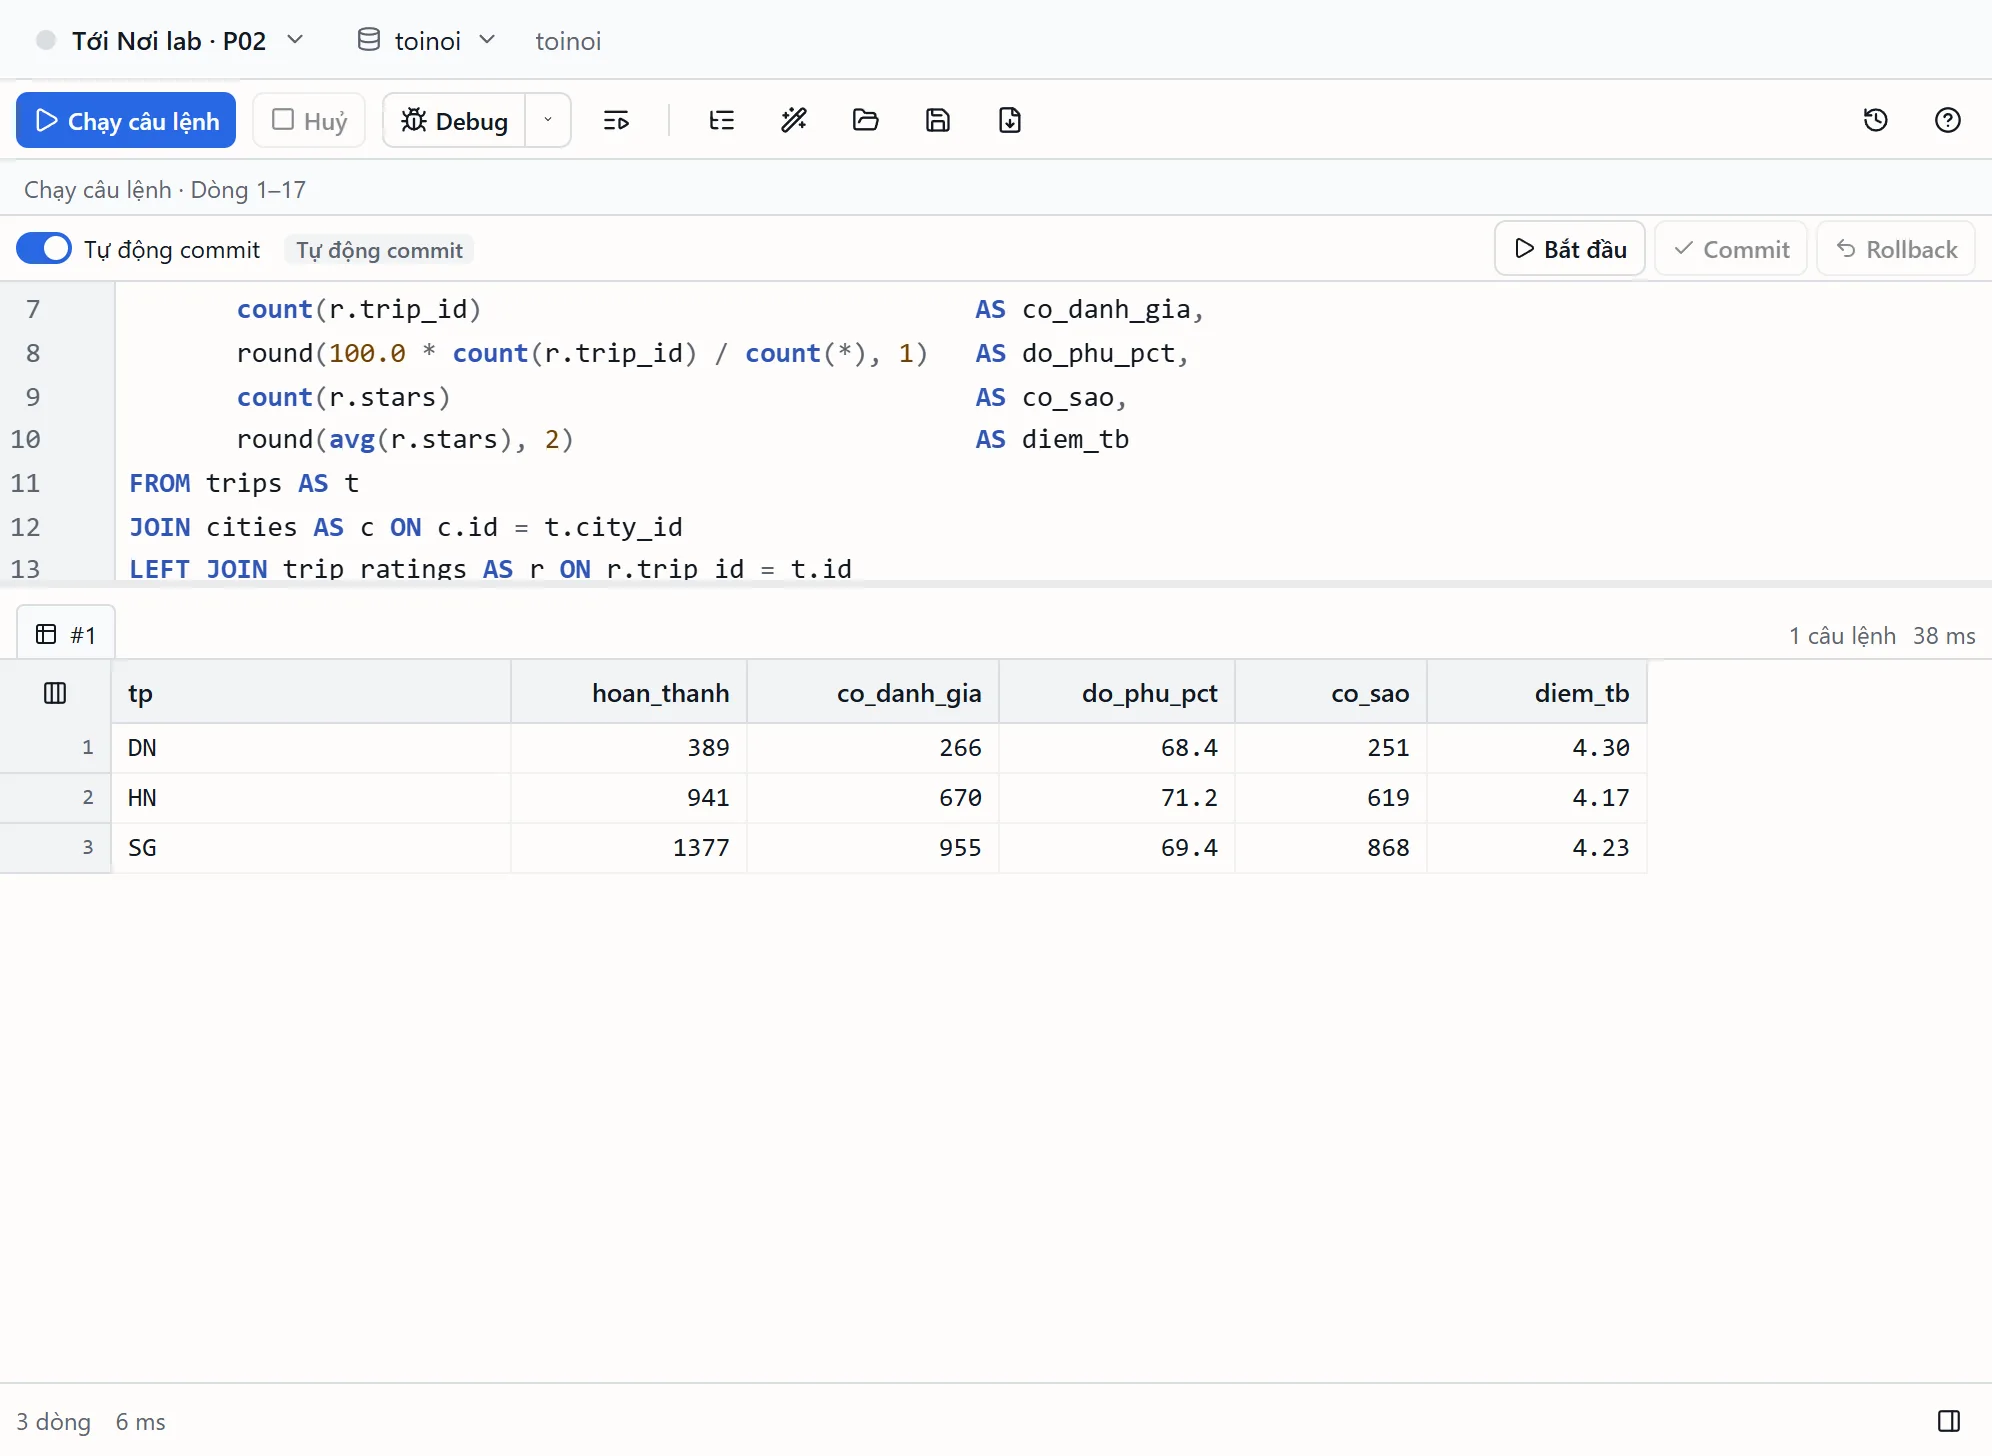 Tới Nơi lab · P02 toinoi toinoi
Chạy câu lệnh Huỷ Debug
Chạy câu lệnh · Dòng 1–17
Tự động commit Tự động commit Bắt đầu Commit Rollback
7 count(r.trip_id) AS co_danh_gia,
8 round(100.0 * count(r.trip_id) / count(*), 1) AS do_phu_pct,
9 count(r.stars) AS co_sao,
10 round(avg(r.stars), 2) AS diem_tb
11 FROM trips AS t
12 JOIN cities AS c ON c.id = t.city_id
13 LEFT JOIN trip_ratings AS r ON r.trip_id = t.id
#1 1 câu lệnh 38 ms
tp hoan_thanh co_danh_gia do_phu_pct co_sao diem_tb
1 DN 389 266 68.4 251 4.30
2 HN 941 670 71.2 619 4.17
3 SG 1377 955 69.4 868 4.23
3 dòng 6 ms